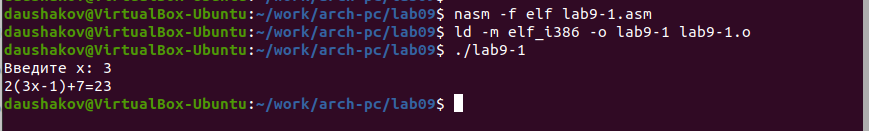 daushakov@VirtualBox-Ubuntu:~/work/arch-pc/lab09$ nasm -f elf lab9-1.asm
daushakov@VirtualBox-Ubuntu:~/work/arch-pc/lab09$ ld -m elf_i386 -o lab9-1 lab9-1.o
daushakov@VirtualBox-Ubuntu:~/work/arch-pc/lab09$ ./lab9-1
Введите x: 3
2(3x-1)+7=23
daushakov@VirtualBox-Ubuntu:~/work/arch-pc/lab09$